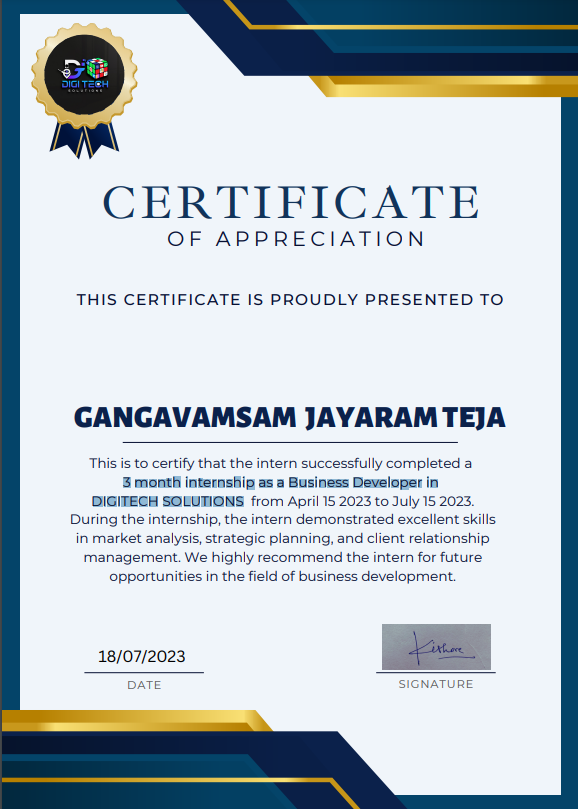 DIGI TECH
SOLUTIONS
CERTIFICATE
OF APPRECIATION
THIS CERTIFICATE IS PROUDLY PRESENTED TO
GANGAVAMSAM JAYARAM TEJA
This is to certify that the intern successfully completed a
3 month internship as a Business Developer in
DIGITECH SOLUTIONS from April 15 2023 to July 15 2023.
During the internship, the intern demonstrated excellent skills
in market analysis, strategic planning, and client relationship
management. We highly recommend the intern for future
opportunities in the field of business development.
18/07/2023
DATE
Kishore
SIGNATURE